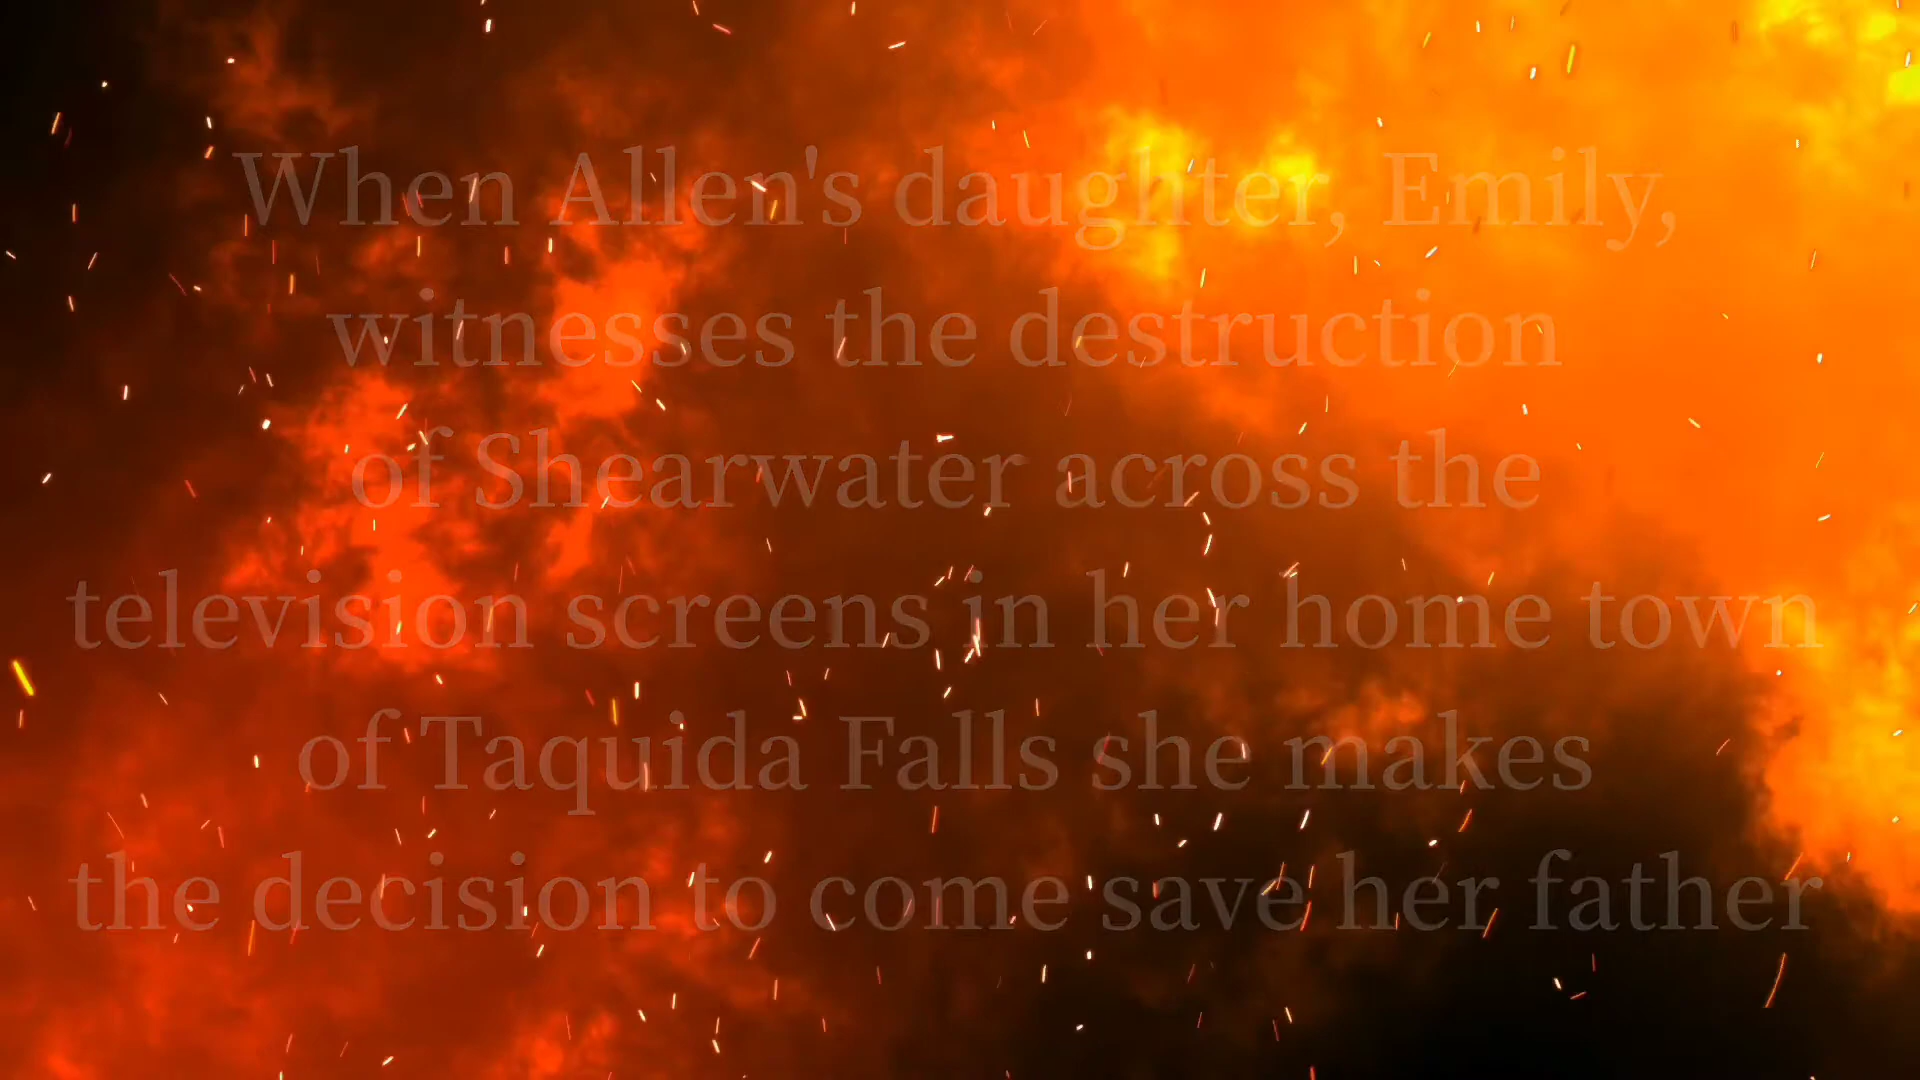 When Allen's daughter, Emily,
witnesses the destruction
of Shearwater across the
television screens in her home town
of Taquida Falls she makes
the decision to come save her father